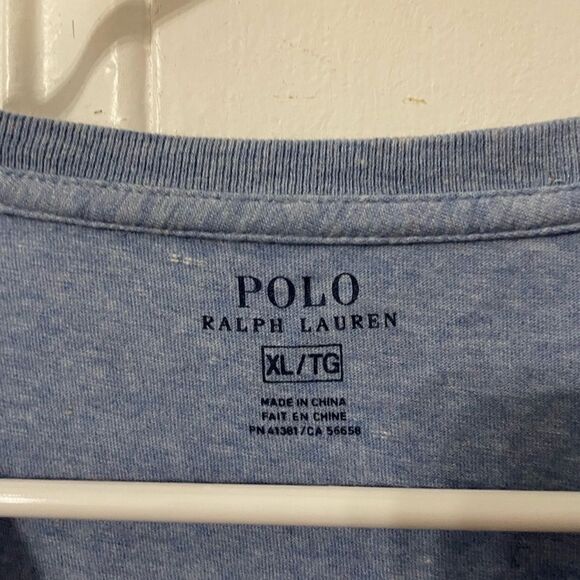 POLO
RALPH LAUREN
XL/TG
MADE IN CHINA
FAIT EN CHINE
PN 41381/CA 56658